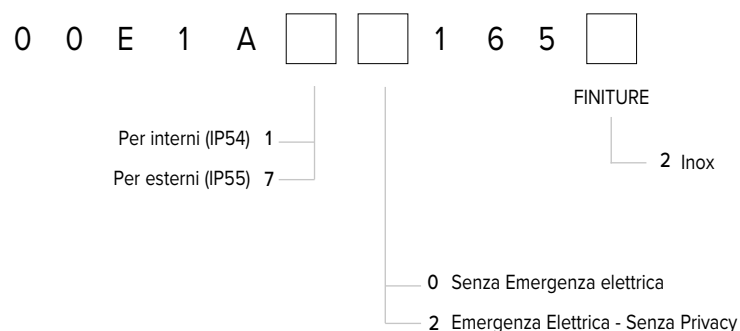 0 0 E 1 A 1 6 5
FINITURE
Per interni (IP54) 1
2 Inox
Per esterni (IP55) 7
0 Senza Emergenza elettrica
2 Emergenza Elettrica - Senza Privacy